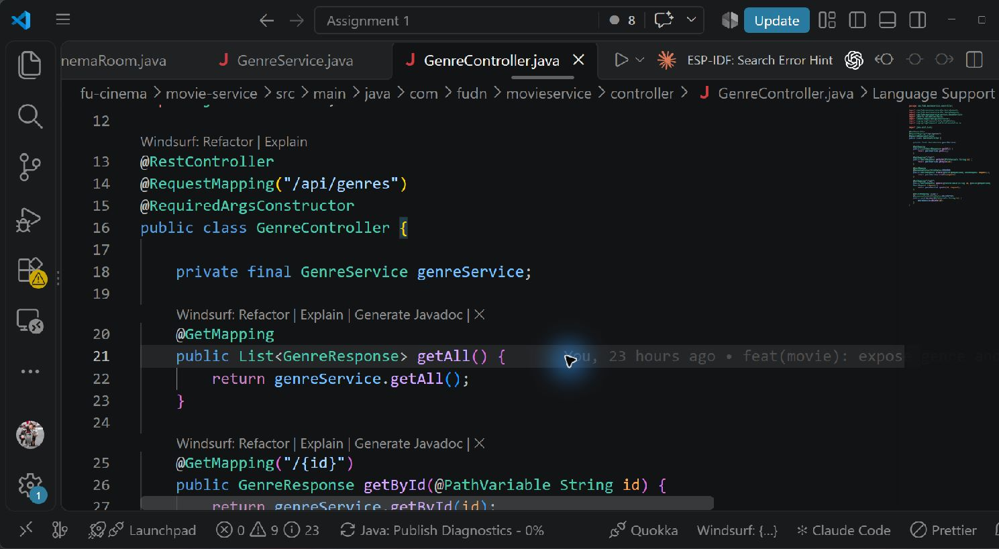 Assignment 1
8
Update
nemaRoom.java
GenreService.java
GenreController.java
ESP-IDF: Search Error Hint
fu-cinema > movie-service > src > main > java > com > fudn > movieservice > controller > GenreController.java > Language Support
12
Windsurf: Refactor | Explain
13 @RestController
14 @RequestMapping("/api/genres")
15 @RequiredArgsConstructor
16 public class GenreController {
17
18 private final GenreService genreService;
19
Windsurf: Refactor | Explain | Generate Javadoc | ×
20 @GetMapping
21 public List<GenreResponse> getAll() { You, 23 hours ago • feat(movie): expose genre and
22 return genreService.getAll();
23 }
24
Windsurf: Refactor | Explain | Generate Javadoc | ×
25 @GetMapping("/{id}")
26 public GenreResponse getById(@PathVariable String id) {
27 return genreService.getById(id);
1
Launchpad 0 9 23 Java: Publish Diagnostics - 0% Quokka Windsurf: {...} Claude Code Prettier